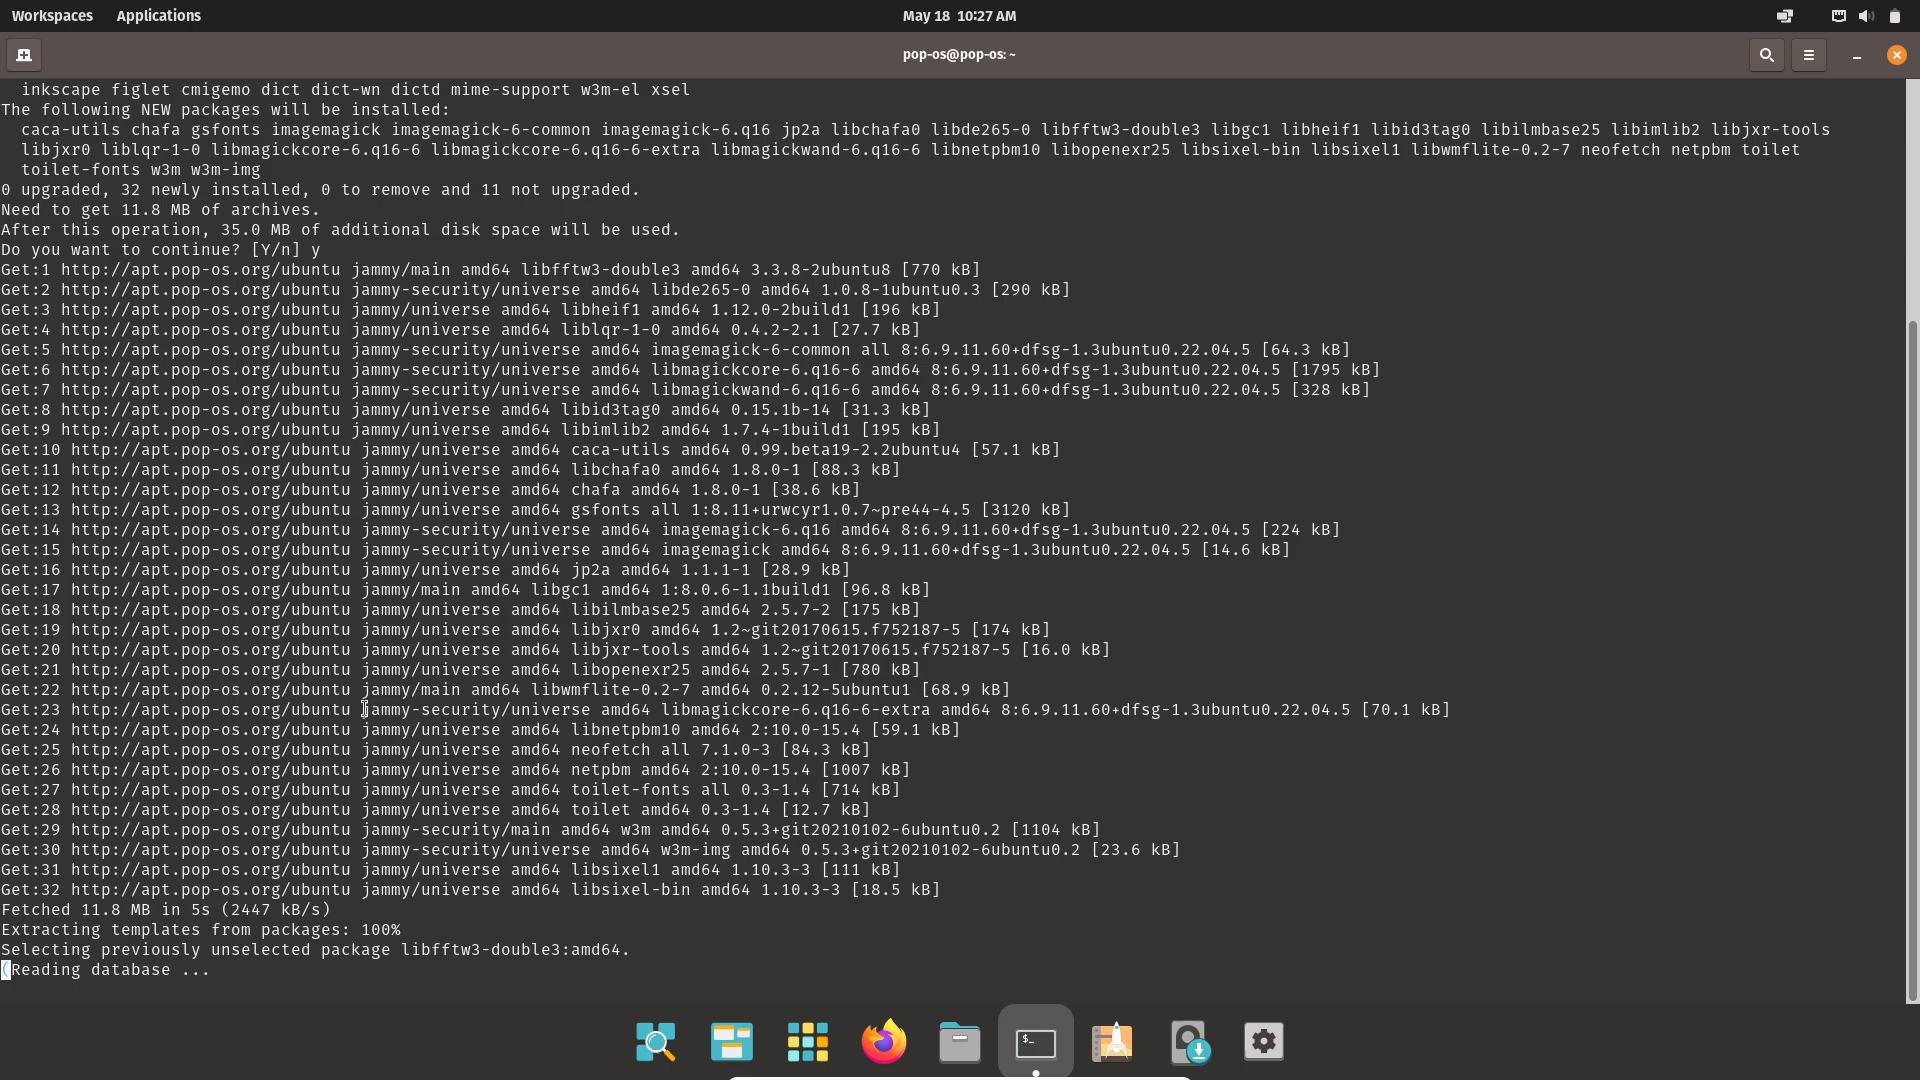 Workspaces Applications May 18 10:27 AM
pop-os@pop-os: ~
inkscape figlet cmigemo dict dict-wn dictd mime-support w3m-el xsel
The following NEW packages will be installed:
caca-utils chafa gsfonts imagemagick imagemagick-6-common imagemagick-6.q16 jp2a libchafa0 libde265-0 libfftw3-double3 libgc1 libheif1 libid3tag0 libilmbase25 libimlib2 libjxr-tools
libjxr0 liblqr-1-0 libmagickcore-6.q16-6 libmagickcore-6.q16-6-extra libmagickwand-6.q16-6 libnetpbm10 libopenexr25 libsixel-bin libsixel1 libwmflite-0.2-7 neofetch netpbm toilet
toilet-fonts w3m w3m-img
0 upgraded, 32 newly installed, 0 to remove and 11 not upgraded.
Need to get 11.8 MB of archives.
After this operation, 35.0 MB of additional disk space will be used.
Do you want to continue? [Y/n] y
Get:1 http://apt.pop-os.org/ubuntu jammy/main amd64 libfftw3-double3 amd64 3.3.8-2ubuntu8 [770 kB]
Get:2 http://apt.pop-os.org/ubuntu jammy-security/universe amd64 libde265-0 amd64 1.0.8-1ubuntu0.3 [290 kB]
Get:3 http://apt.pop-os.org/ubuntu jammy/universe amd64 libheif1 amd64 1.12.0-2build1 [196 kB]
Get:4 http://apt.pop-os.org/ubuntu jammy/universe amd64 liblqr-1-0 amd64 0.4.2-2.1 [27.7 kB]
Get:5 http://apt.pop-os.org/ubuntu jammy-security/universe amd64 imagemagick-6-common all 8:6.9.11.60+dfsg-1.3ubuntu0.22.04.5 [64.3 kB]
Get:6 http://apt.pop-os.org/ubuntu jammy-security/universe amd64 libmagickcore-6.q16-6 amd64 8:6.9.11.60+dfsg-1.3ubuntu0.22.04.5 [1795 kB]
Get:7 http://apt.pop-os.org/ubuntu jammy-security/universe amd64 libmagickwand-6.q16-6 amd64 8:6.9.11.60+dfsg-1.3ubuntu0.22.04.5 [328 kB]
Get:8 http://apt.pop-os.org/ubuntu jammy/universe amd64 libid3tag0 amd64 0.15.1b-14 [31.3 kB]
Get:9 http://apt.pop-os.org/ubuntu jammy/universe amd64 libimlib2 amd64 1.7.4-1build1 [195 kB]
Get:10 http://apt.pop-os.org/ubuntu jammy/universe amd64 caca-utils amd64 0.99.beta19-2.2ubuntu4 [57.1 kB]
Get:11 http://apt.pop-os.org/ubuntu jammy/universe amd64 libchafa0 amd64 1.8.0-1 [88.3 kB]
Get:12 http://apt.pop-os.org/ubuntu jammy/universe amd64 chafa amd64 1.8.0-1 [38.6 kB]
Get:13 http://apt.pop-os.org/ubuntu jammy/universe amd64 gsfonts all 1:8.11+urwcyr1.0.7~pre44-4.5 [3120 kB]
Get:14 http://apt.pop-os.org/ubuntu jammy-security/universe amd64 imagemagick-6.q16 amd64 8:6.9.11.60+dfsg-1.3ubuntu0.22.04.5 [224 kB]
Get:15 http://apt.pop-os.org/ubuntu jammy-security/universe amd64 imagemagick amd64 8:6.9.11.60+dfsg-1.3ubuntu0.22.04.5 [14.6 kB]
Get:16 http://apt.pop-os.org/ubuntu jammy/universe amd64 jp2a amd64 1.1.1-1 [28.9 kB]
Get:17 http://apt.pop-os.org/ubuntu jammy/main amd64 libgc1 amd64 1:8.0.6-1.1build1 [96.8 kB]
Get:18 http://apt.pop-os.org/ubuntu jammy/universe amd64 libilmbase25 amd64 2.5.7-2 [175 kB]
Get:19 http://apt.pop-os.org/ubuntu jammy/universe amd64 libjxr0 amd64 1.2~git20170615.f752187-5 [174 kB]
Get:20 http://apt.pop-os.org/ubuntu jammy/universe amd64 libjxr-tools amd64 1.2~git20170615.f752187-5 [16.0 kB]
Get:21 http://apt.pop-os.org/ubuntu jammy/universe amd64 libopenexr25 amd64 2.5.7-1 [780 kB]
Get:22 http://apt.pop-os.org/ubuntu jammy/main amd64 libwmflite-0.2-7 amd64 0.2.12-5ubuntu1 [68.9 kB]
Get:23 http://apt.pop-os.org/ubuntu jammy-security/universe amd64 libmagickcore-6.q16-6-extra amd64 8:6.9.11.60+dfsg-1.3ubuntu0.22.04.5 [70.1 kB]
Get:24 http://apt.pop-os.org/ubuntu jammy/universe amd64 libnetpbm10 amd64 2:10.0-15.4 [59.1 kB]
Get:25 http://apt.pop-os.org/ubuntu jammy/universe amd64 neofetch all 7.1.0-3 [84.3 kB]
Get:26 http://apt.pop-os.org/ubuntu jammy/universe amd64 netpbm amd64 2:10.0-15.4 [1007 kB]
Get:27 http://apt.pop-os.org/ubuntu jammy/universe amd64 toilet-fonts all 0.3-1.4 [714 kB]
Get:28 http://apt.pop-os.org/ubuntu jammy/universe amd64 toilet amd64 0.3-1.4 [12.7 kB]
Get:29 http://apt.pop-os.org/ubuntu jammy-security/main amd64 w3m amd64 0.5.3+git20210102-6ubuntu0.2 [1104 kB]
Get:30 http://apt.pop-os.org/ubuntu jammy-security/universe amd64 w3m-img amd64 0.5.3+git20210102-6ubuntu0.2 [23.6 kB]
Get:31 http://apt.pop-os.org/ubuntu jammy/universe amd64 libsixel1 amd64 1.10.3-3 [111 kB]
Get:32 http://apt.pop-os.org/ubuntu jammy/universe amd64 libsixel-bin amd64 1.10.3-3 [18.5 kB]
Fetched 11.8 MB in 5s (2447 kB/s)
Extracting templates from packages: 100%
Selecting previously unselected package libfftw3-double3:amd64.
(Reading database ...
$_